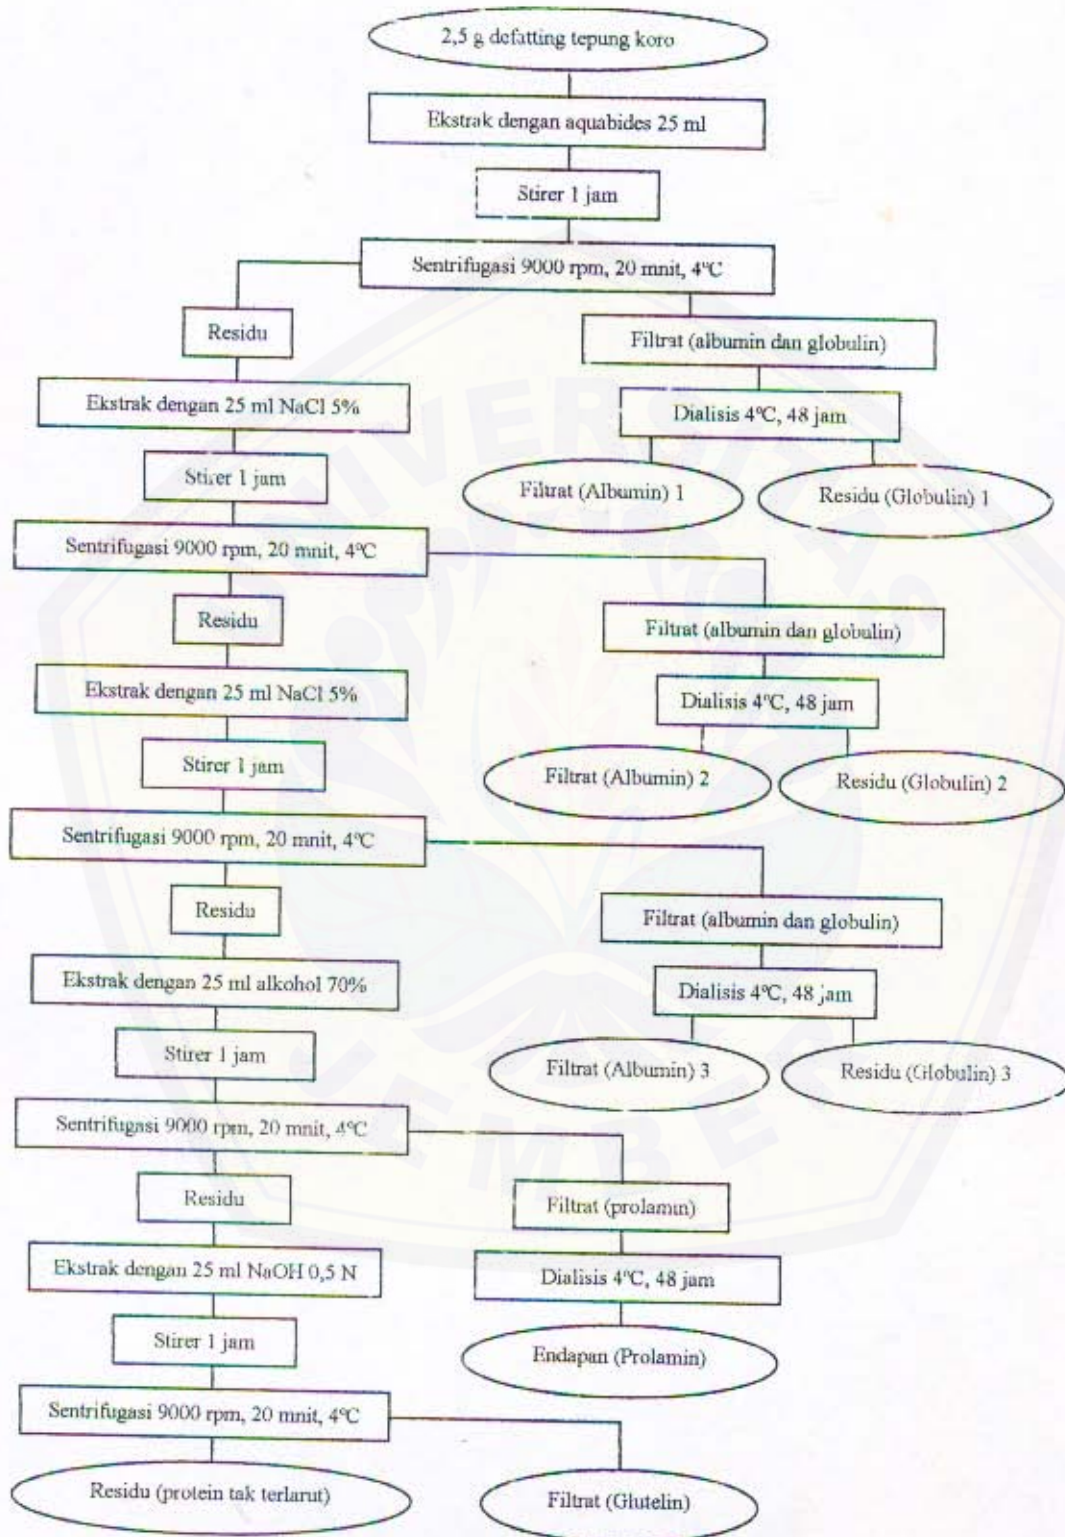 2,5 g defatting tepung koro
Ekstrak dengan aquabides 25 ml
Stirer 1 jam
Sentrifugasi 9000 rpm, 20 mnit, 4°C
Residu
Filtrat (albumin dan globulin)
Ekstrak dengan 25 ml NaCl 5%
Dialisis 4°C, 48 jam
Stirer 1 jam
Filtrat (Albumin) 1
Residu (Globulin) 1
Sentrifugasi 9000 rpm, 20 mnit, 4°C
Residu
Filtrat (albumin dan globulin)
Ekstrak dengan 25 ml NaCl 5%
Dialisis 4°C, 48 jam
Stirer 1 jam
Filtrat (Albumin) 2
Residu (Globulin) 2
Sentrifugasi 9000 rpm, 20 mnit, 4°C
Residu
Filtrat (albumin dan globulin)
Ekstrak dengan 25 ml alkohol 70%
Dialisis 4°C, 48 jam
Stirer 1 jam
Filtrat (Albumin) 3
Residu (Globulin) 3
Sentrifugasi 9000 rpm, 20 mnit, 4°C
Residu
Filtrat (prolamin)
Ekstrak dengan 25 ml NaOH 0,5 N
Dialisis 4°C, 48 jam
Stirer 1 jam
Endapan (Prolamin)
Sentrifugasi 9000 rpm, 20 mnit, 4°C
Residu (protein tak terlarut)
Filtrat (Glutelin)
UNIVERSITAS
JEMBER